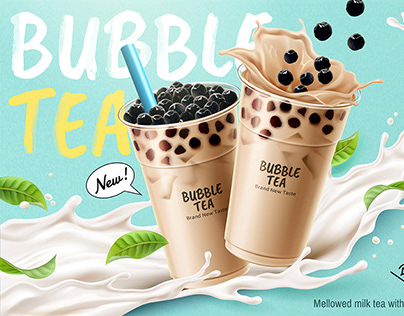 BUBBLE
TEA
New!
BUBBLE
TEA
Brand New Taste
BUBBLE
TEA
Brand New Taste
Mellowed milk tea with